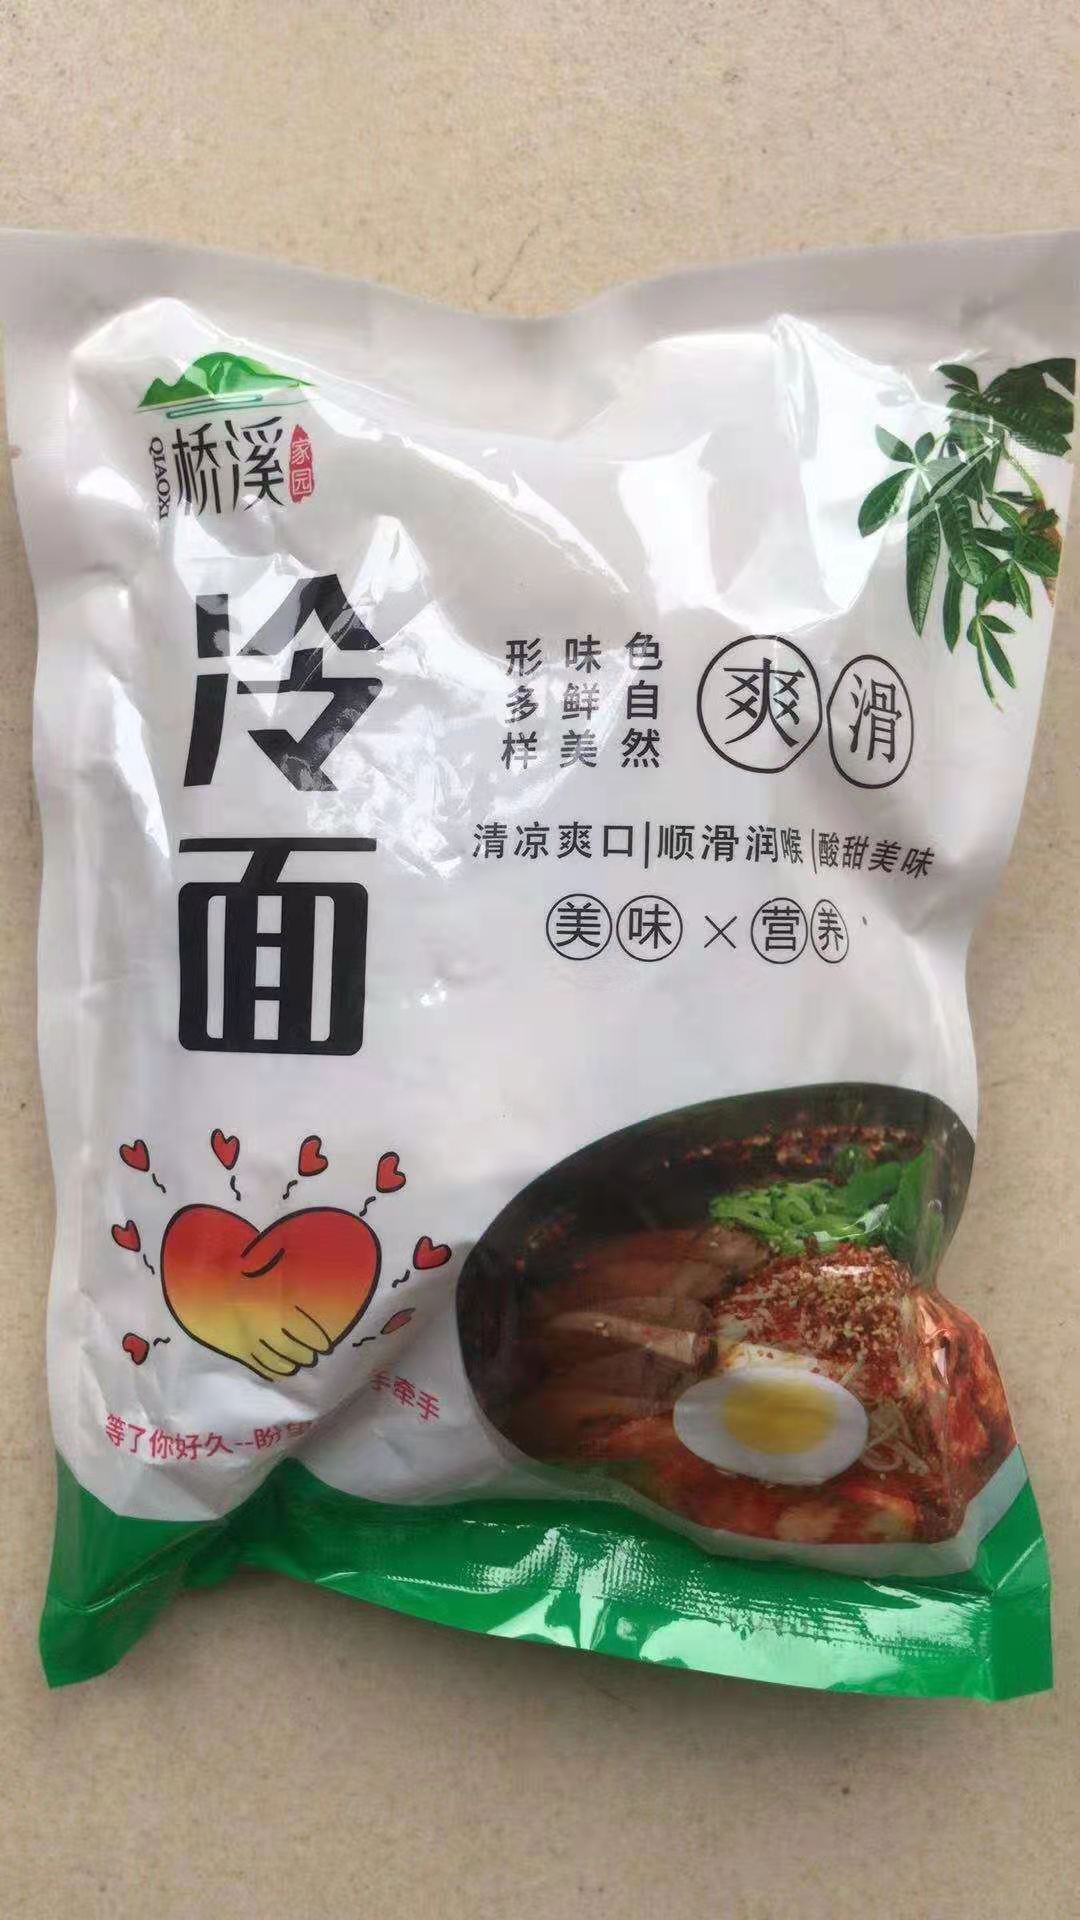 QIAOXI
桥溪
家园
冷面
色自然
味鲜美
形多样
爽滑
清凉爽口|顺滑润喉|酸甜美味
美味×营养
等了你好久--盼 手牵手